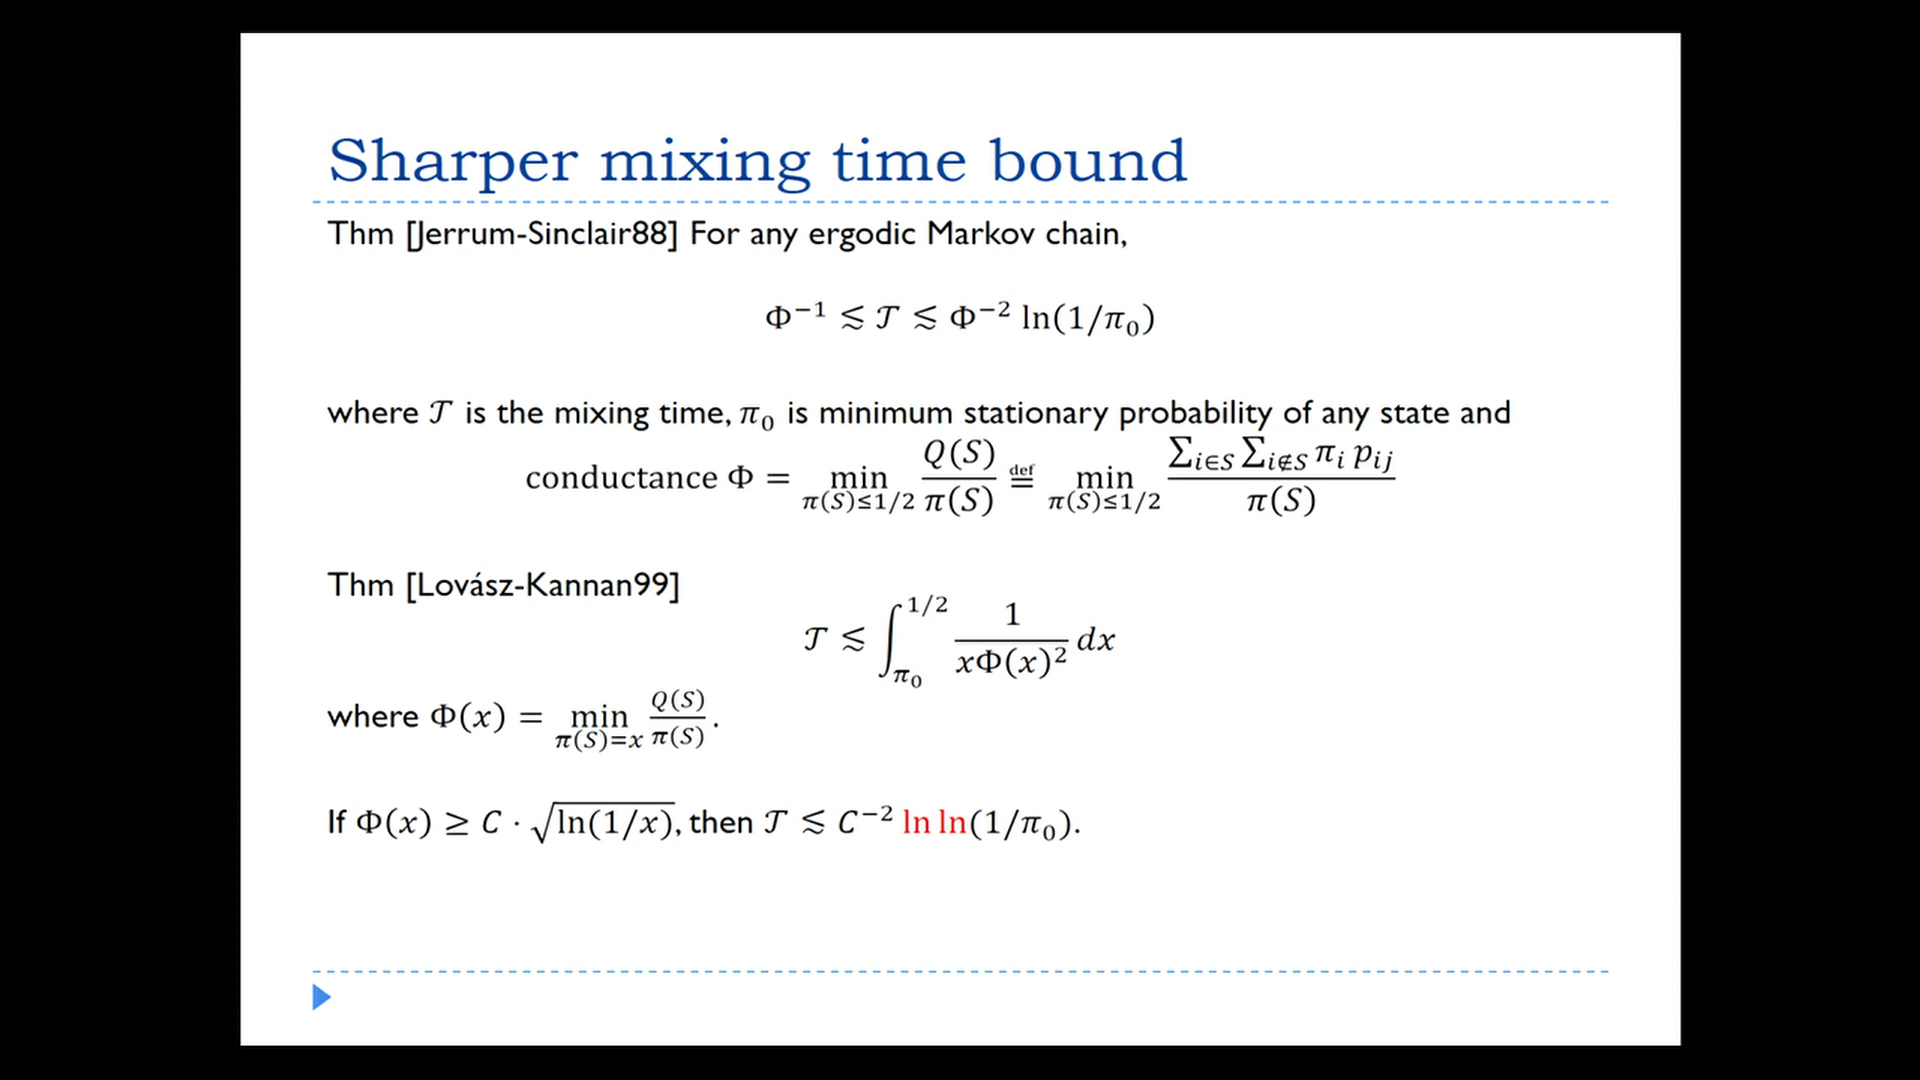 Sharper mixing time bound
Thm [Jerrum-Sinclair88] For any ergodic Markov chain,
Φ⁻¹ ≲ 𝒯 ≲ Φ⁻² ln(1/π₀)
where 𝒯 is the mixing time, π₀ is minimum stationary probability of any state and
conductance Φ = min_{π(S)≤1/2} Q(S)/π(S) ≝ min_{π(S)≤1/2} (∑_{i∈S} ∑_{i∉S} π_i p_{ij})/π(S)
Thm [Lovász-Kannan99]
𝒯 ≲ ∫_{π₀}^{1/2} 1/(xΦ(x)²) dx
where Φ(x) = min_{π(S)=x} Q(S)/π(S).
If Φ(x) ≥ C · √ln(1/x), then 𝒯 ≲ C⁻² ln ln(1/π₀).